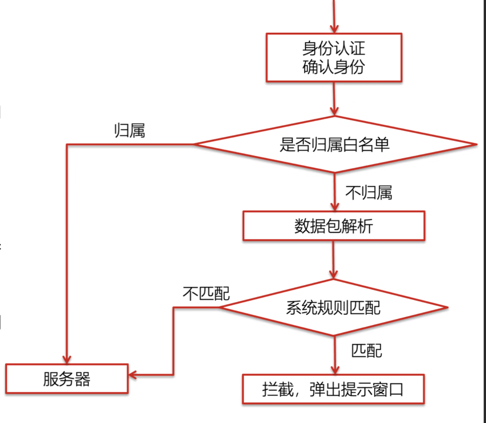 身份认证
确认身份
归属
是否归属白名单
不归属
数据包解析
不匹配
系统规则匹配
匹配
服务器
拦截，弹出提示窗口